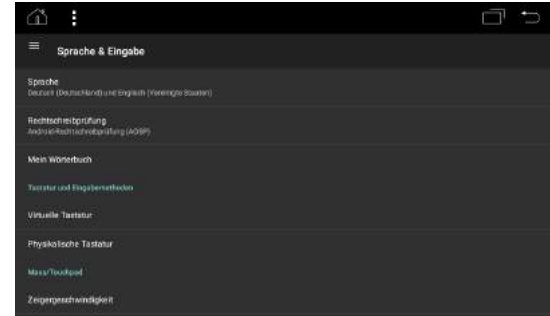 Sprache & Eingabe
Sprache
Deutsch (Deutschland) und Englisch (Vereinigte Staaten)
Rechtschreibprüfung
Android-Rechtschreibprüfung (AOSP)
Mein Wörterbuch
Tastatur und Eingabemethoden
Virtuelle Tastatur
Physikalische Tastatur
Maus/Touchpad
Zeigergeschwindigkeit